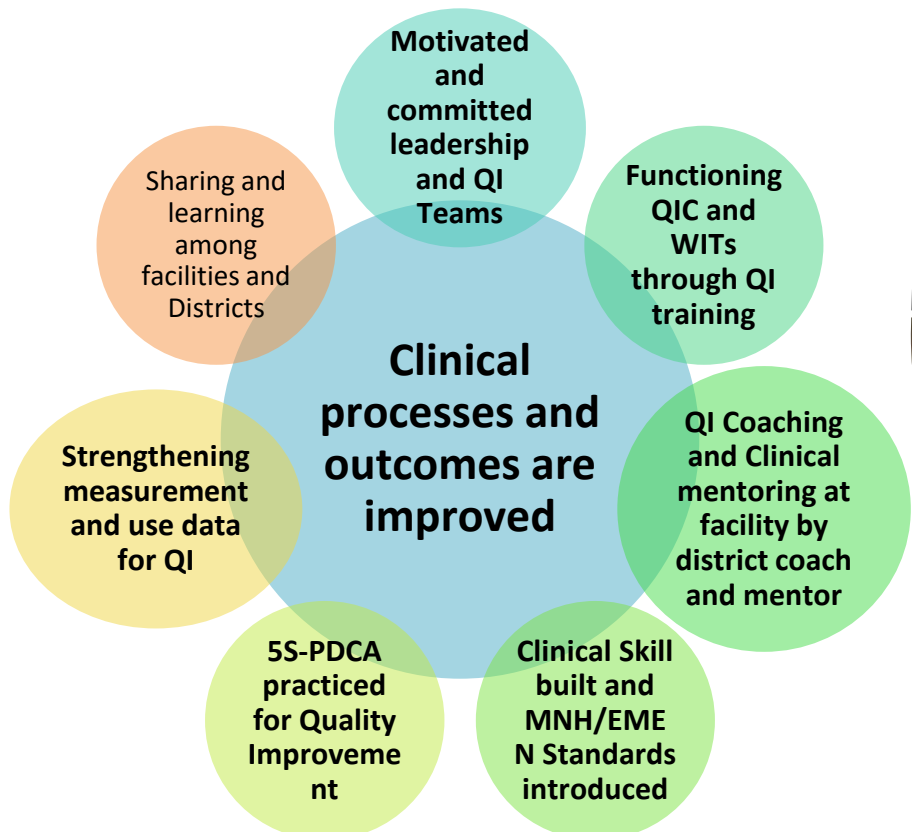 Motivated
and
committed
leadership
and QI
Teams
Functioning
QIC and
WITs
through QI
training
QI Coaching
and Clinical
mentoring at
facility by
district coach
and mentor
Clinical Skill
built and
MNH/EME
N Standards
introduced
5S-PDCA
practiced
for Quality
Improveme
nt
Strengthening
measurement
and use data
for QI
Sharing and
learning
among
facilities and
Districts
Clinical
processes and
outcomes are
improved